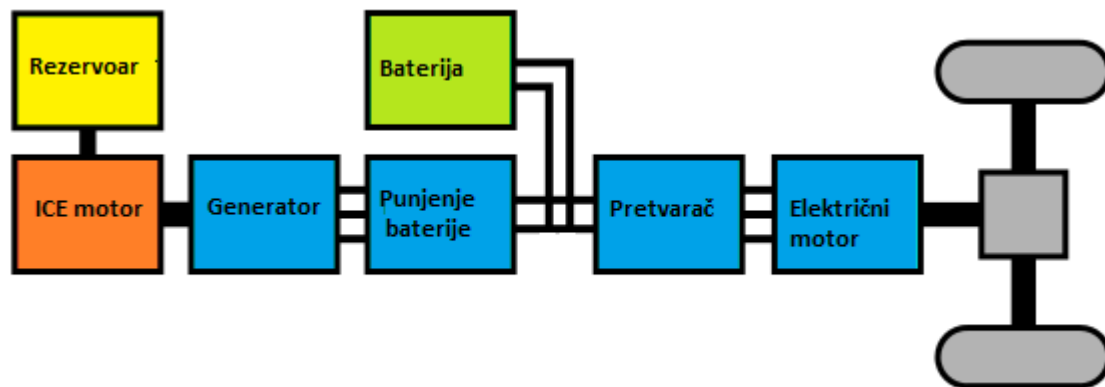 Rezervoar
Baterija
ICE motor
Generator
Punjenje
baterije
Pretvarač
Električni
motor